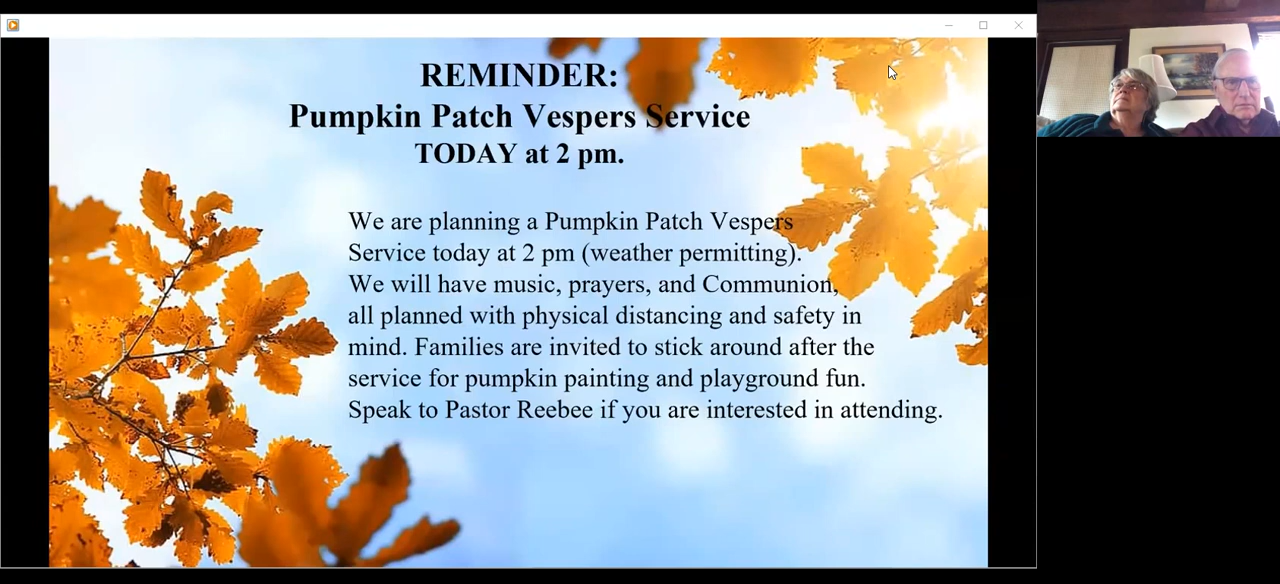 REMINDER:
Pumpkin Patch Vespers Service
TODAY at 2 pm.
We are planning a Pumpkin Patch Vespers
Service today at 2 pm (weather permitting).
We will have music, prayers, and Communion,
all planned with physical distancing and safety in
mind. Families are invited to stick around after the
service for pumpkin painting and playground fun.
Speak to Pastor Reebee if you are interested in attending.